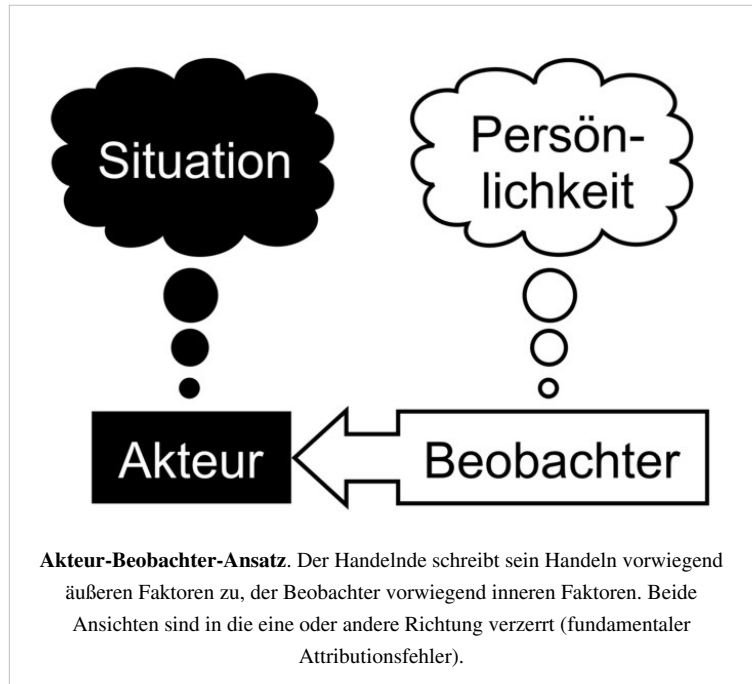 Situation
Persön-
lichkeit
Akteur
Beobachter
Akteur-Beobachter-Ansatz. Der Handelnde schreibt sein Handeln vorwiegend
äußeren Faktoren zu, der Beobachter vorwiegend inneren Faktoren. Beide
Ansichten sind in die eine oder andere Richtung verzerrt (fundamentaler
Attributionsfehler).